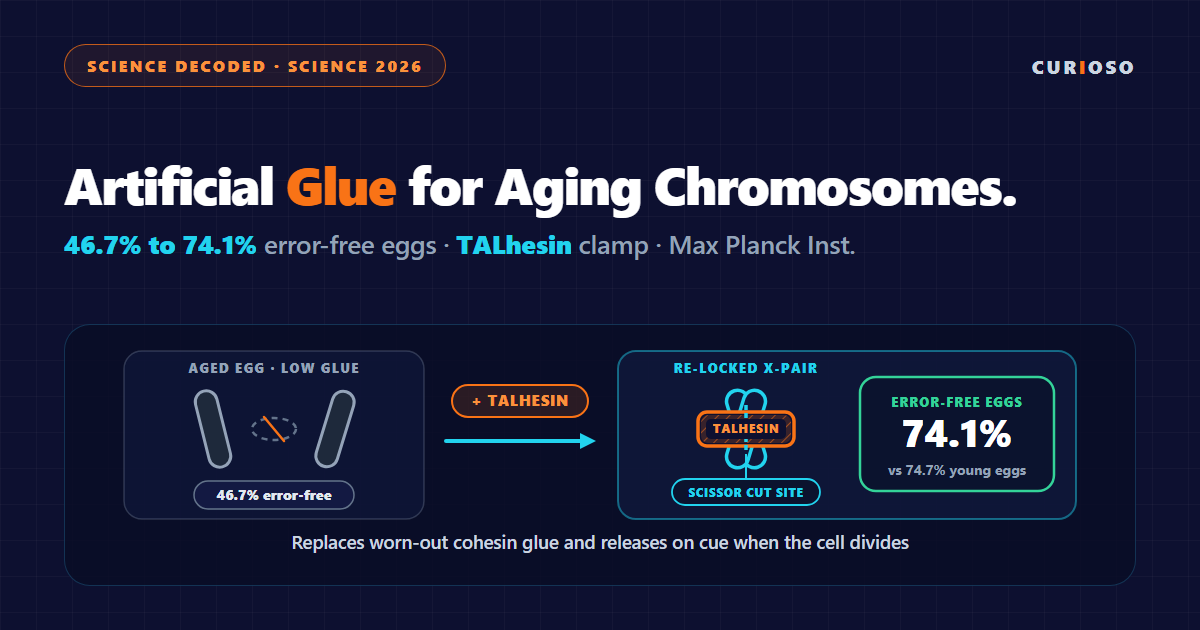 SCIENCE DECODED · SCIENCE 2026
CURIOSO
Artificial Glue for Aging Chromosomes.
46.7% to 74.1% error-free eggs · TALhesin clamp · Max Planck Inst.
AGED EGG · LOW GLUE
46.7% error-free
+ TALHESIN
RE-LOCKED X-PAIR
TALHESIN
SCISSOR CUT SITE
ERROR-FREE EGGS
74.1%
vs 74.7% young eggs
Replaces worn-out cohesin glue and releases on cue when the cell divides